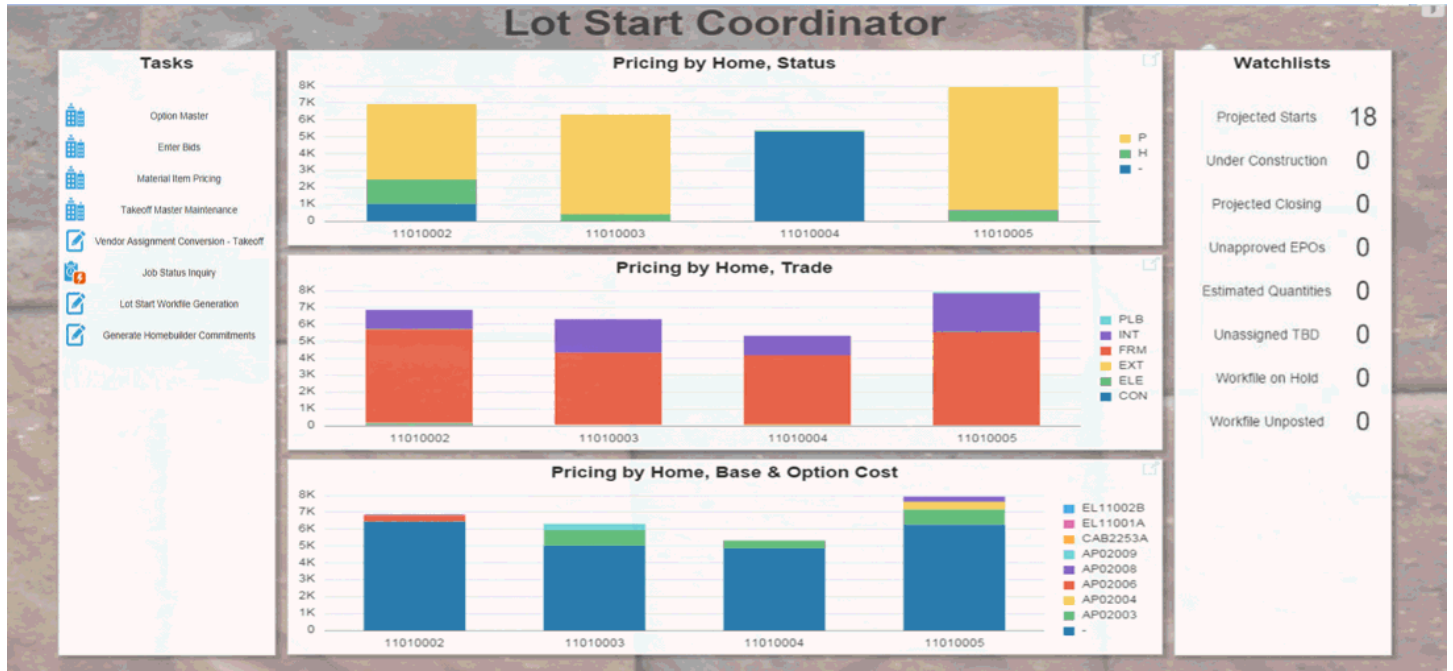 Lot Start Coordinator
Tasks
Option Master
Enter Bids
Material Item Pricing
Takeoff Master Maintenance
Vendor Assignment Conversion - Takeoff
Job Status Inquiry
Lot Start Workfile Generation
Generate Homebuilder Commitments
Pricing by Home, Status
8K
7K
6K
5K
4K
3K
2K
1K
0
11010002 11010003 11010004 11010005
P
H
-
Pricing by Home, Trade
8K
7K
6K
5K
4K
3K
2K
1K
0
11010002 11010003 11010004 11010005
PLB
INT
FRM
EXT
ELE
CON
Pricing by Home, Base & Option Cost
8K
7K
6K
5K
4K
3K
2K
1K
0
11010002 11010003 11010004 11010005
EL11002B
EL11001A
CAB2253A
AP02009
AP02008
AP02006
AP02004
AP02003
-
Watchlists
Projected Starts 18
Under Construction 0
Projected Closing 0
Unapproved EPOs 0
Estimated Quantities 0
Unassigned TBD 0
Workfile on Hold 0
Workfile Unposted 0